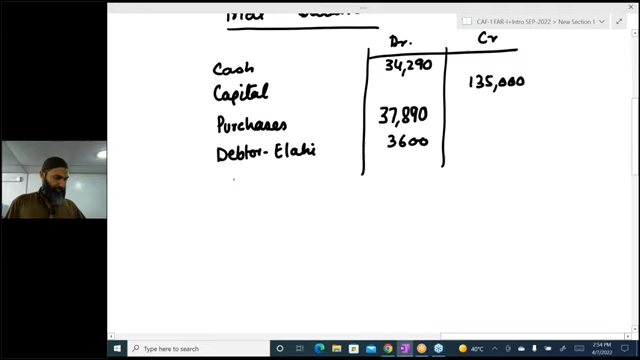 CAF-1 FAR-I+Intro SEP-2022 > New Section 1
Dr. Cr
Cash 34,290
Capital 135,000
Purchases 37,890
Debtor - Elahi 3600
Type here to search
40°C
2:54 PM
4/7/2022